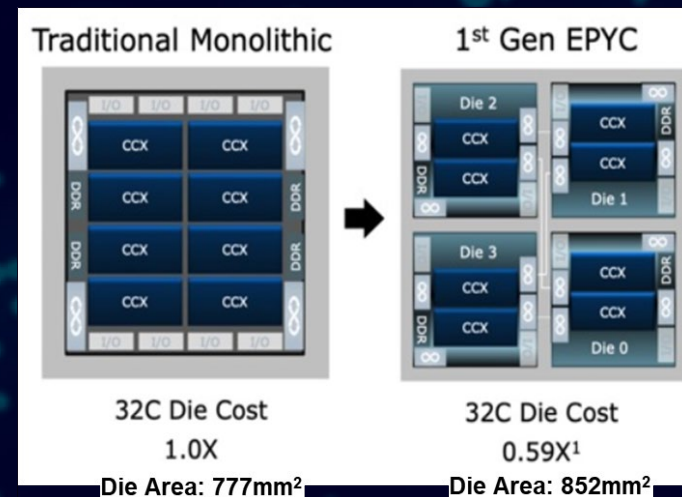 Traditional Monolithic
I/O I/O I/O I/O
CCX CCX
DDR CCX CCX DDR
DDR CCX CCX DDR
CCX CCX
I/O I/O I/O I/O
32C Die Cost
1.0X
Die Area: 777mm²
1st Gen EPYC
I/O
Die 2
CCX
CCX
DDR
I/O
I/O
CCX
DDR
CCX
Die 1
I/O
I/O
Die 3
CCX
DDR
CCX
I/O
I/O
CCX
DDR
CCX
Die 0
I/O
32C Die Cost
0.59X¹
Die Area: 852mm²